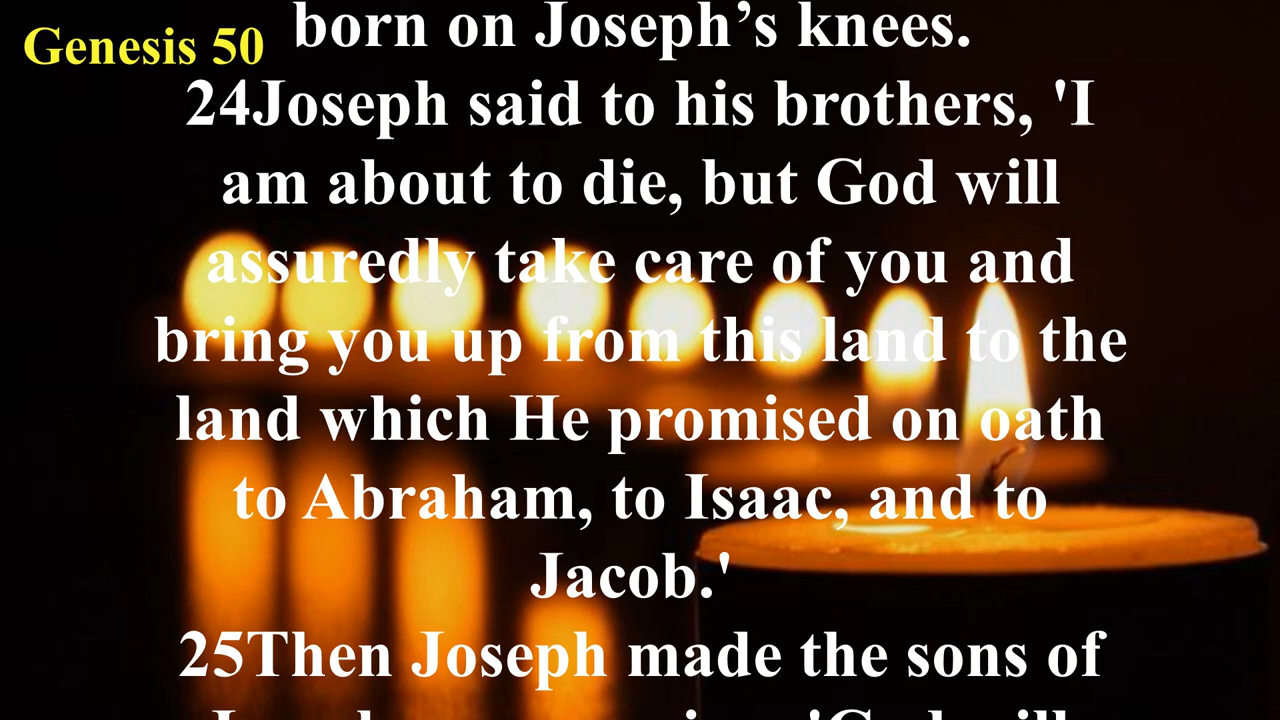 Genesis 50
born on Joseph’s knees.
24Joseph said to his brothers, 'I
am about to die, but God will
assuredly take care of you and
bring you up from this land to the
land which He promised on oath
to Abraham, to Isaac, and to
Jacob.'
25Then Joseph made the sons of
'God will